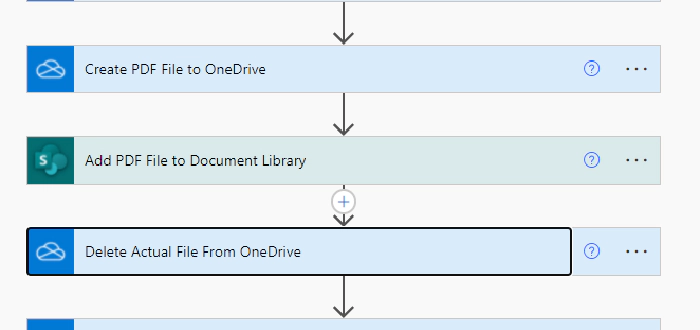 Create PDF File to OneDrive
Add PDF File to Document Library
Delete Actual File From OneDrive